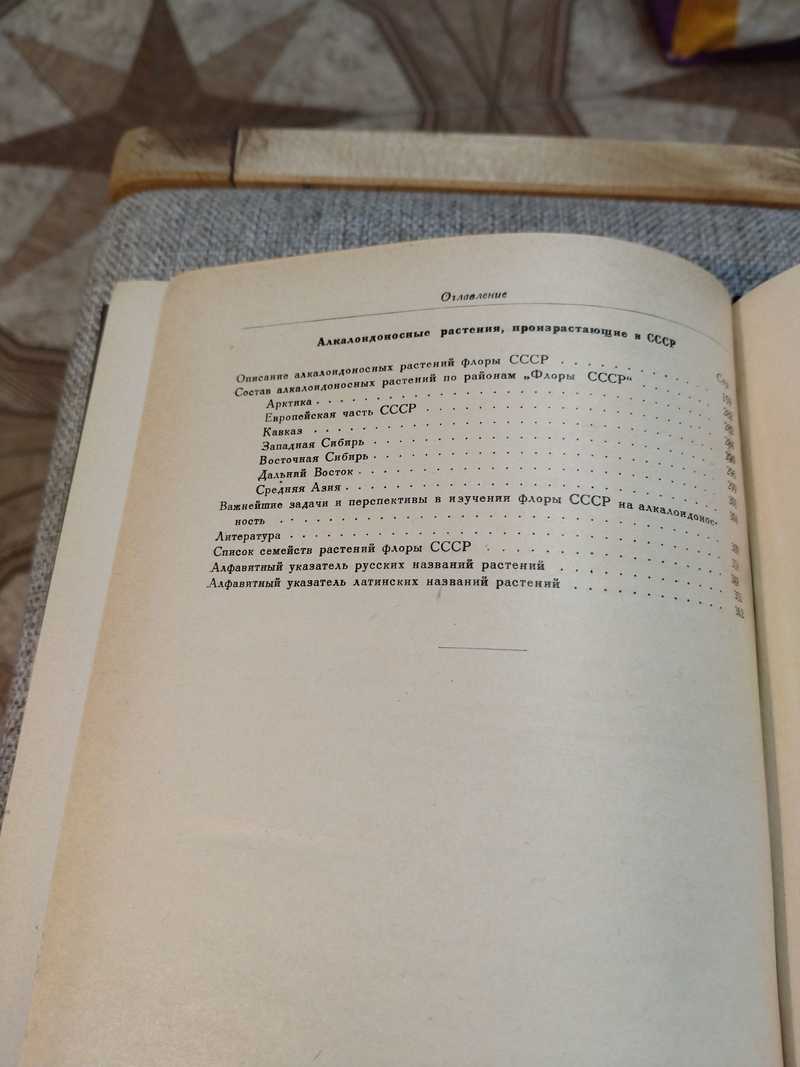 Оглавление
Алкалоидоносные растения, произрастающие в СССР
Стр.
Описание алкалоидоносных растений флоры СССР
Состав алкалоидоносных растений по районам „Флоры СССР“
Арктика
Европейская часть СССР
Кавказ
Западная Сибирь
Восточная Сибирь
Дальний Восток
Средняя Азия
Важнейшие задачи и перспективы в изучении флоры СССР на алкалоидонос-
ность
Литература
Список семейств растений флоры СССР
Алфавитный указатель русских названий растений
Алфавитный указатель латинских названий растений